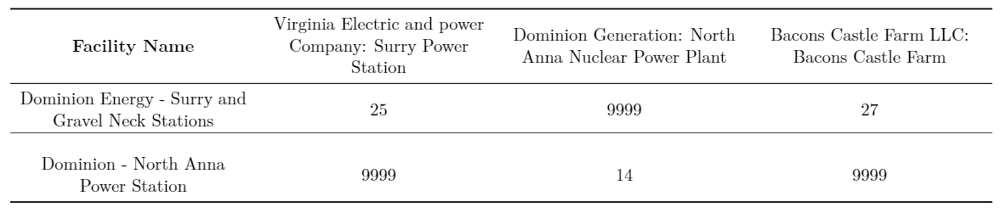 Facility Name
Virginia Electric and power
Company: Surry Power
Station
Dominion Generation: North
Anna Nuclear Power Plant
Bacons Castle Farm LLC:
Bacons Castle Farm
Dominion Energy - Surry and
Gravel Neck Stations
25
9999
27
Dominion - North Anna
Power Station
9999
14
9999